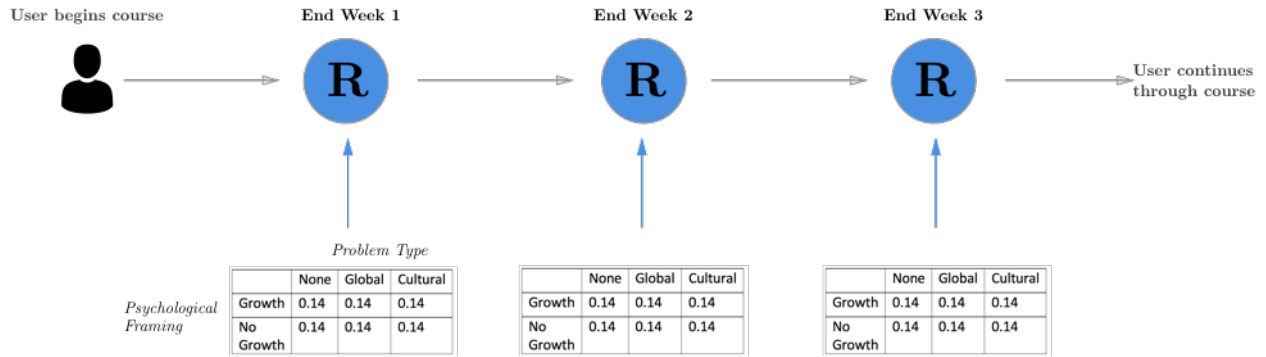 User begins course
End Week 1
End Week 2
End Week 3
R
R
R
User continues
through course
Problem Type
Psychological
Framing
None Global Cultural
Growth 0.14 0.14 0.14
No 0.14 0.14 0.14
Growth
None Global Cultural
Growth 0.14 0.14 0.14
No 0.14 0.14 0.14
Growth
None Global Cultural
Growth 0.14 0.14 0.14
No 0.14 0.14 0.14
Growth